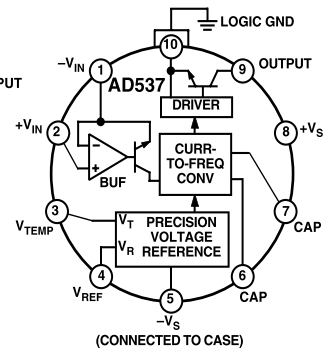 LOGIC GND
10
–VIN
1
AD537
9
OUTPUT
PUT
DRIVER
+VIN
2
8
+VS
–
+
BUF
CURR-
TO-FREQ
CONV
3
VTEMP
7
CAP
VT
VR
PRECISION
VOLTAGE
REFERENCE
4
VREF
6
CAP
5
–VS
(CONNECTED TO CASE)